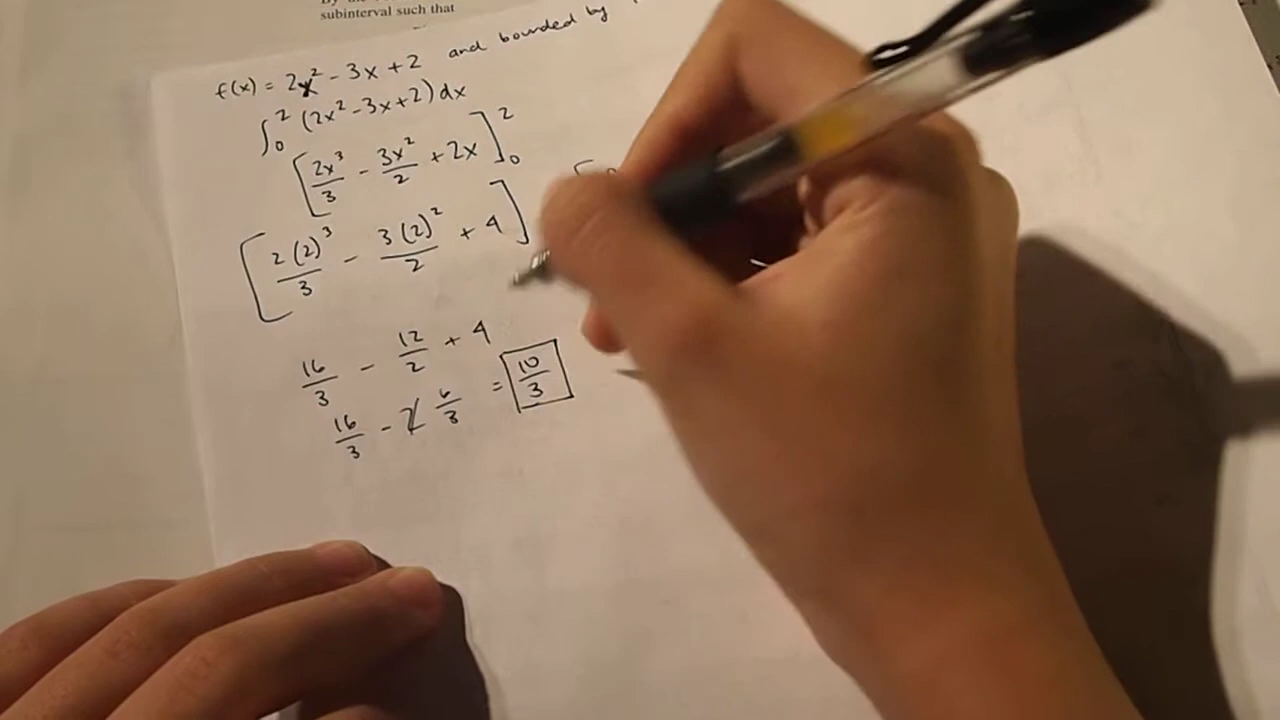 subinterval such that
f(x) = 2x² - 3x + 2 and bounded by
∫₀² (2x² - 3x + 2) dx
[2x³/3 - 3x²/2 + 2x]₀²
[2(2)³/3 - 3(2)²/2 + 4]
16/3 - 12/2 + 4
16/3 - 2 6/3 = 10/3